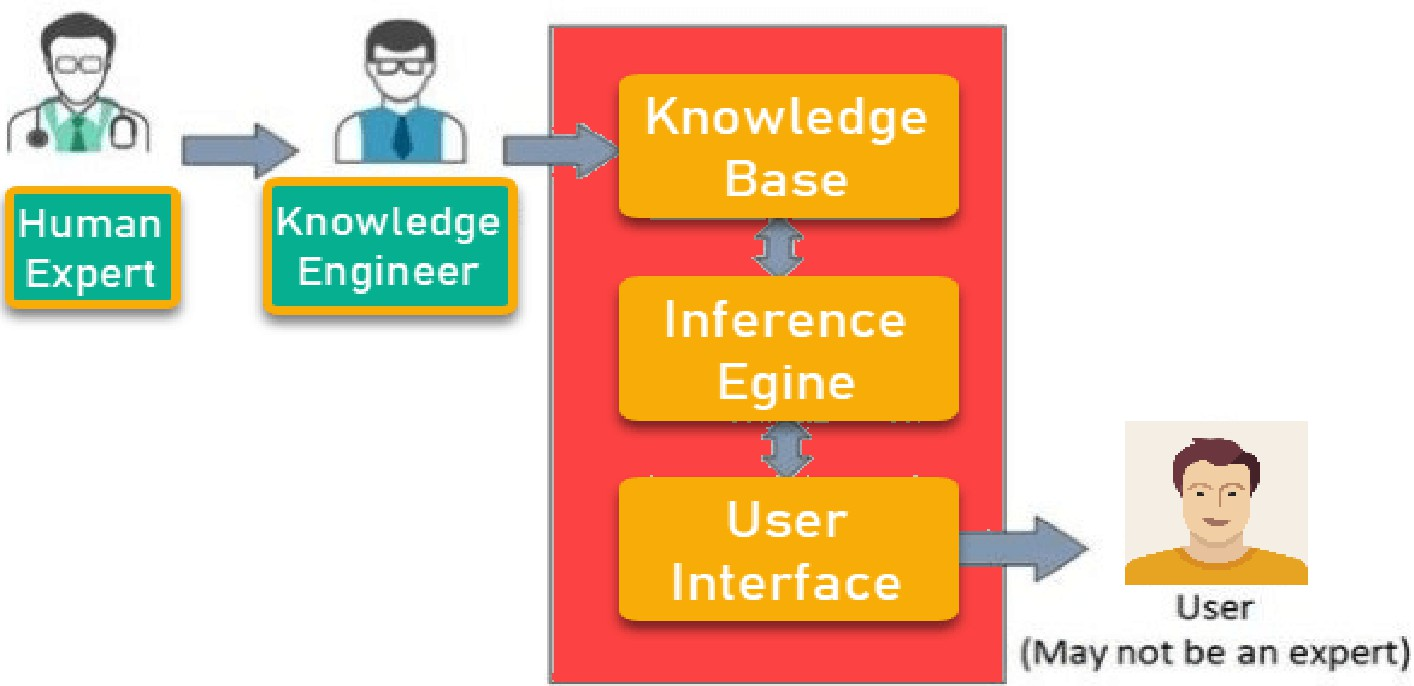 Human
Expert
Knowledge
Engineer
Knowledge
Base
Inference
Egine
User
Interface
User
(May not be an expert)